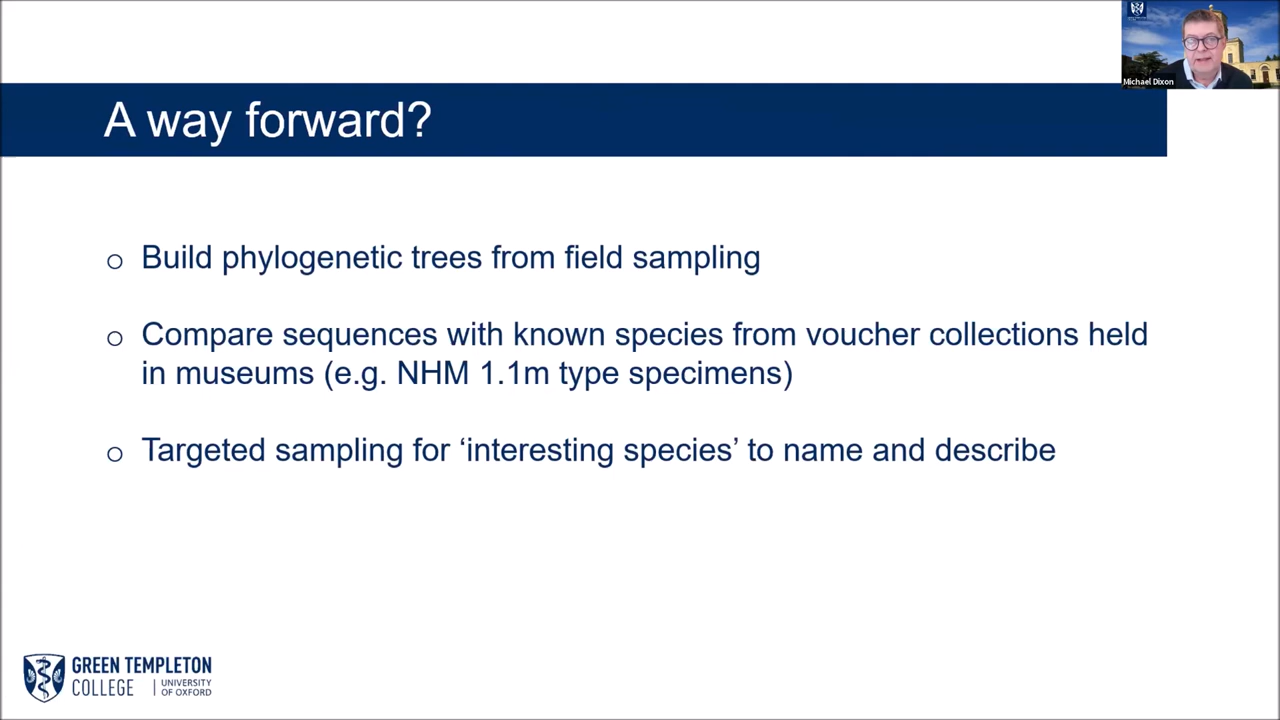 Michael Dixon
A way forward?
o Build phylogenetic trees from field sampling
o Compare sequences with known species from voucher collections held
in museums (e.g. NHM 1.1m type specimens)
o Targeted sampling for ‘interesting species’ to name and describe
GREEN TEMPLETON
COLLEGE | UNIVERSITY
OF OXFORD